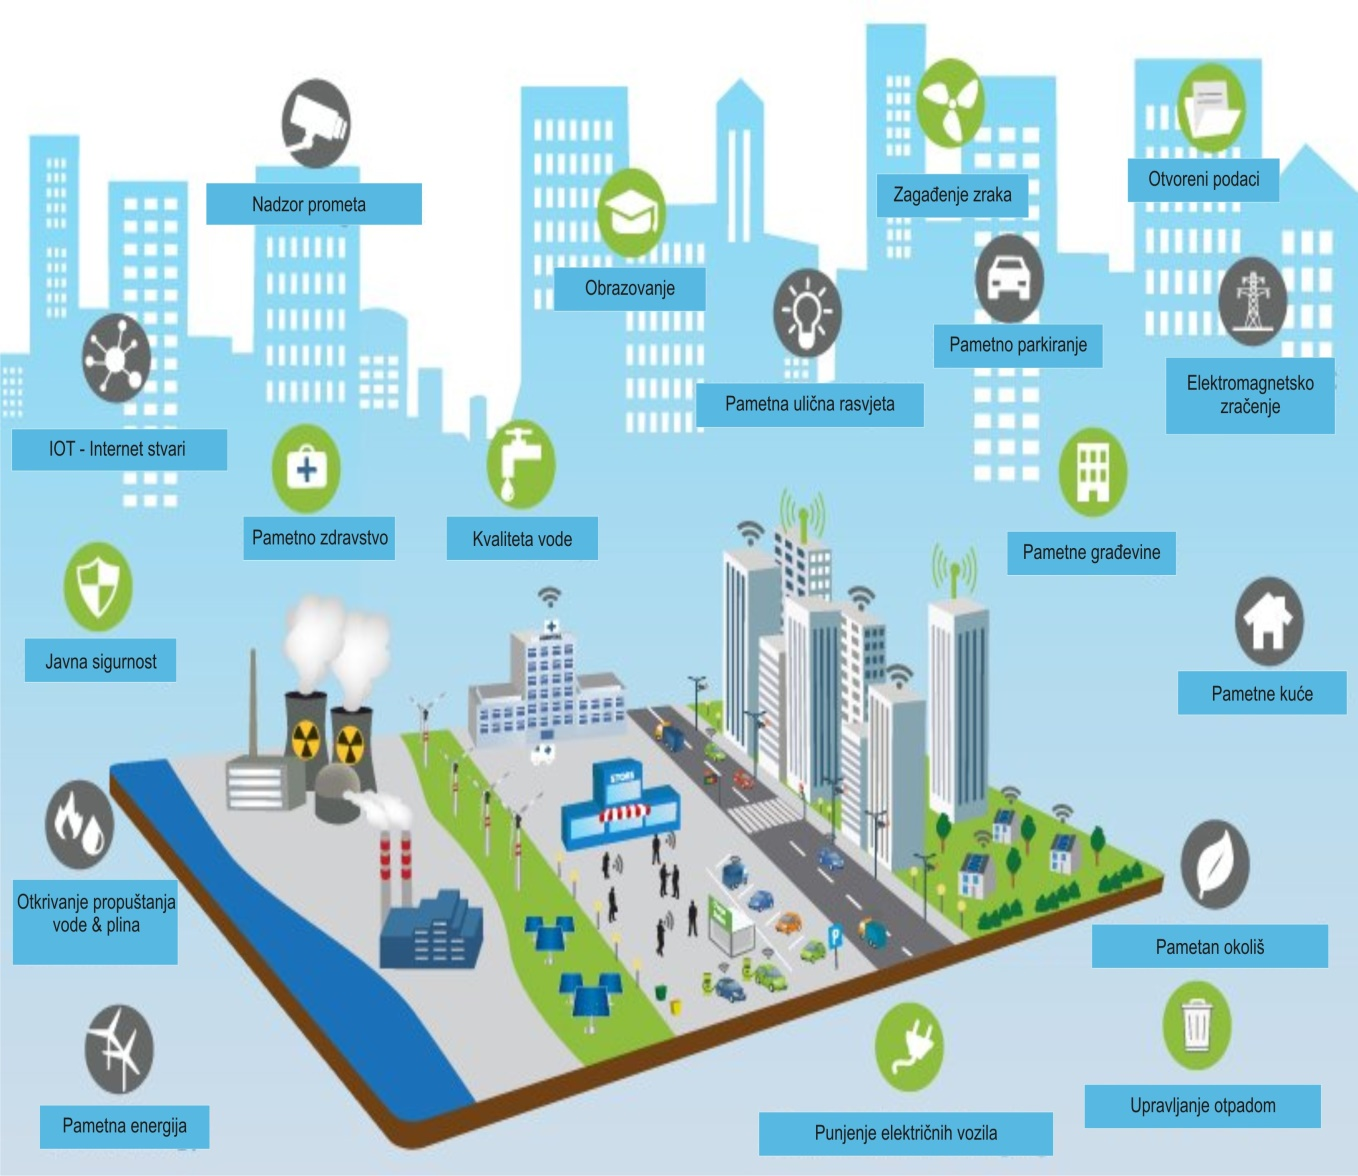 Nadzor prometa
Zagađenje zraka
Otvoreni podaci
Obrazovanje
Pametno parkiranje
Pametna ulična rasvjeta
Elektromagnetsko
zračenje
IOT - Internet stvari
Pametno zdravstvo
Kvaliteta vode
Pametne građevine
Javna sigurnost
Pametne kuće
STORE
P
Otkrivanje propuštanja
vode & plina
Pametan okoliš
Pametna energija
Punjenje električnih vozila
Upravljanje otpadom